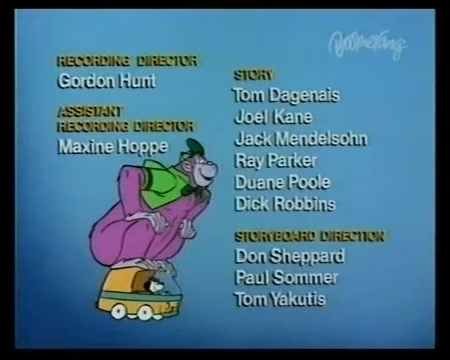 Boomerang
RECORDING DIRECTOR
Gordon Hunt
ASSISTANT
RECORDING DIRECTOR
Maxine Hoppe
STORY
Tom Dagenais
Joel Kane
Jack Mendelsohn
Ray Parker
Duane Poole
Dick Robbins
STORYBOARD DIRECTION
Don Sheppard
Paul Sommer
Tom Yakutis